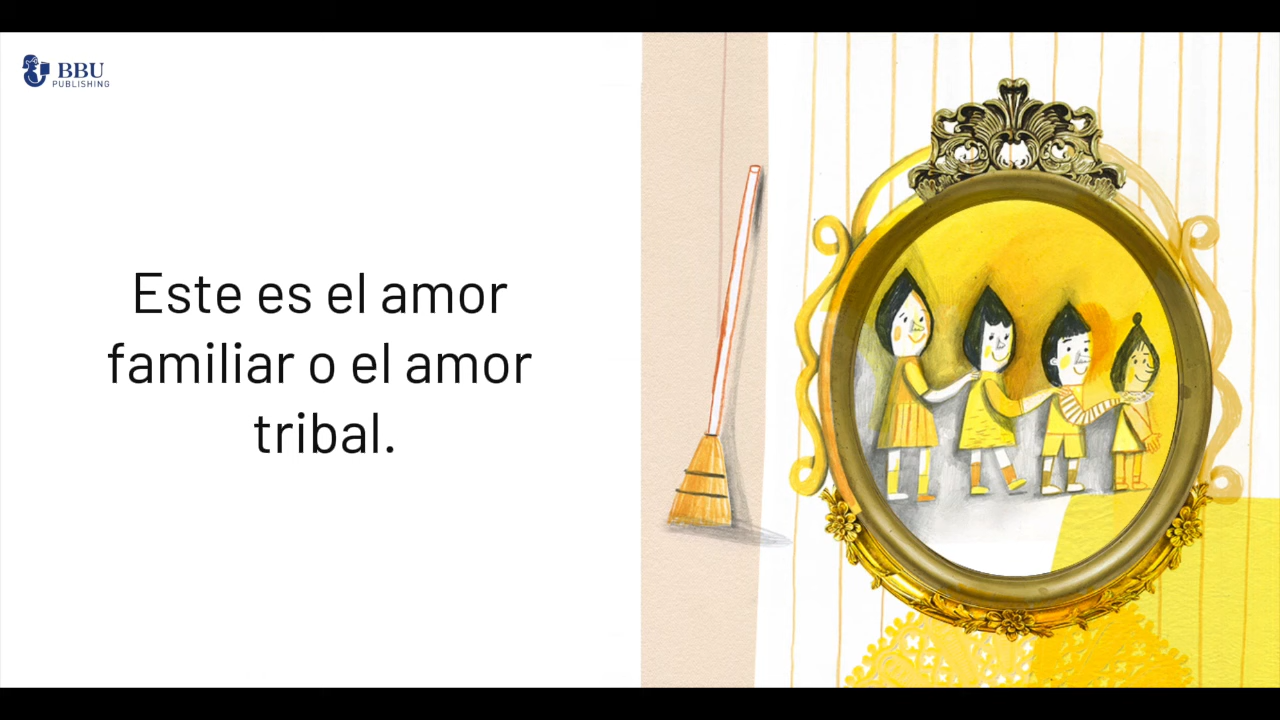 BBU
PUBLISHING
Este es el amor
familiar o el amor
tribal.